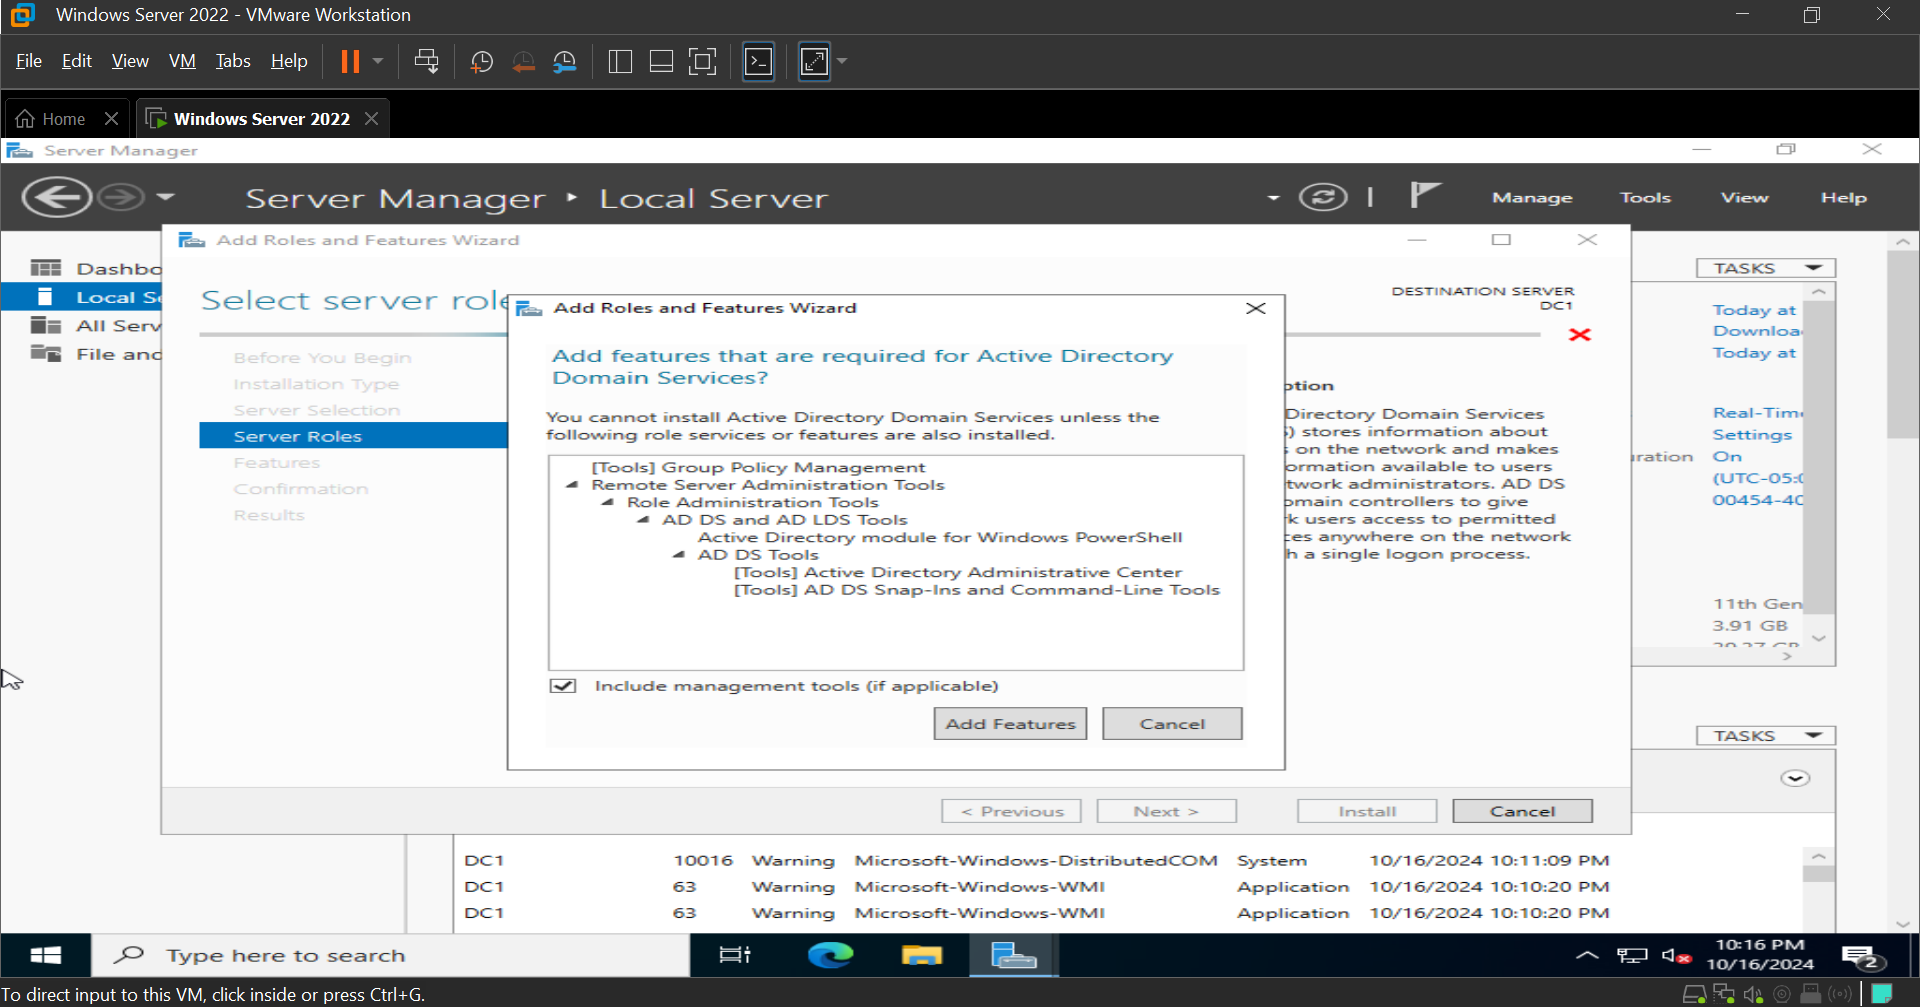 Windows Server 2022 - VMware Workstation
File Edit View VM Tabs Help
Home
Windows Server 2022
Server Manager
Server Manager ‣ Local Server
Manage Tools View Help
Dashbo
Local Se
All Serv
File and
Add Roles and Features Wizard
Select server role
DESTINATION SERVER
DC1
Before You Begin
Installation Type
Server Selection
Server Roles
Features
Confirmation
Results
Add Roles and Features Wizard
Add features that are required for Active Directory
Domain Services?
You cannot install Active Directory Domain Services unless the
following role services or features are also installed.
[Tools] Group Policy Management
Remote Server Administration Tools
Role Administration Tools
AD DS and AD LDS Tools
Active Directory module for Windows PowerShell
AD DS Tools
[Tools] Active Directory Administrative Center
[Tools] AD DS Snap-Ins and Command-Line Tools
Include management tools (if applicable)
Add Features
Cancel
ption
Directory Domain Services
) stores information about
on the network and makes
ormation available to users
twork administrators. AD DS
omain controllers to give
k users access to permitted
ces anywhere on the network
h a single logon process.
< Previous
Next >
Install
Cancel
TASKS
Today at
Downloa
Today at
Real-Tim
Settings
uration On
(UTC-05:0
00454-40
11th Gen
3.91 GB
TASKS
DC1 10016 Warning Microsoft-Windows-DistributedCOM System 10/16/2024 10:11:09 PM
DC1 63 Warning Microsoft-Windows-WMI Application 10/16/2024 10:10:20 PM
DC1 63 Warning Microsoft-Windows-WMI Application 10/16/2024 10:10:20 PM
Type here to search
10:16 PM
10/16/2024
2
To direct input to this VM, click inside or press Ctrl+G.